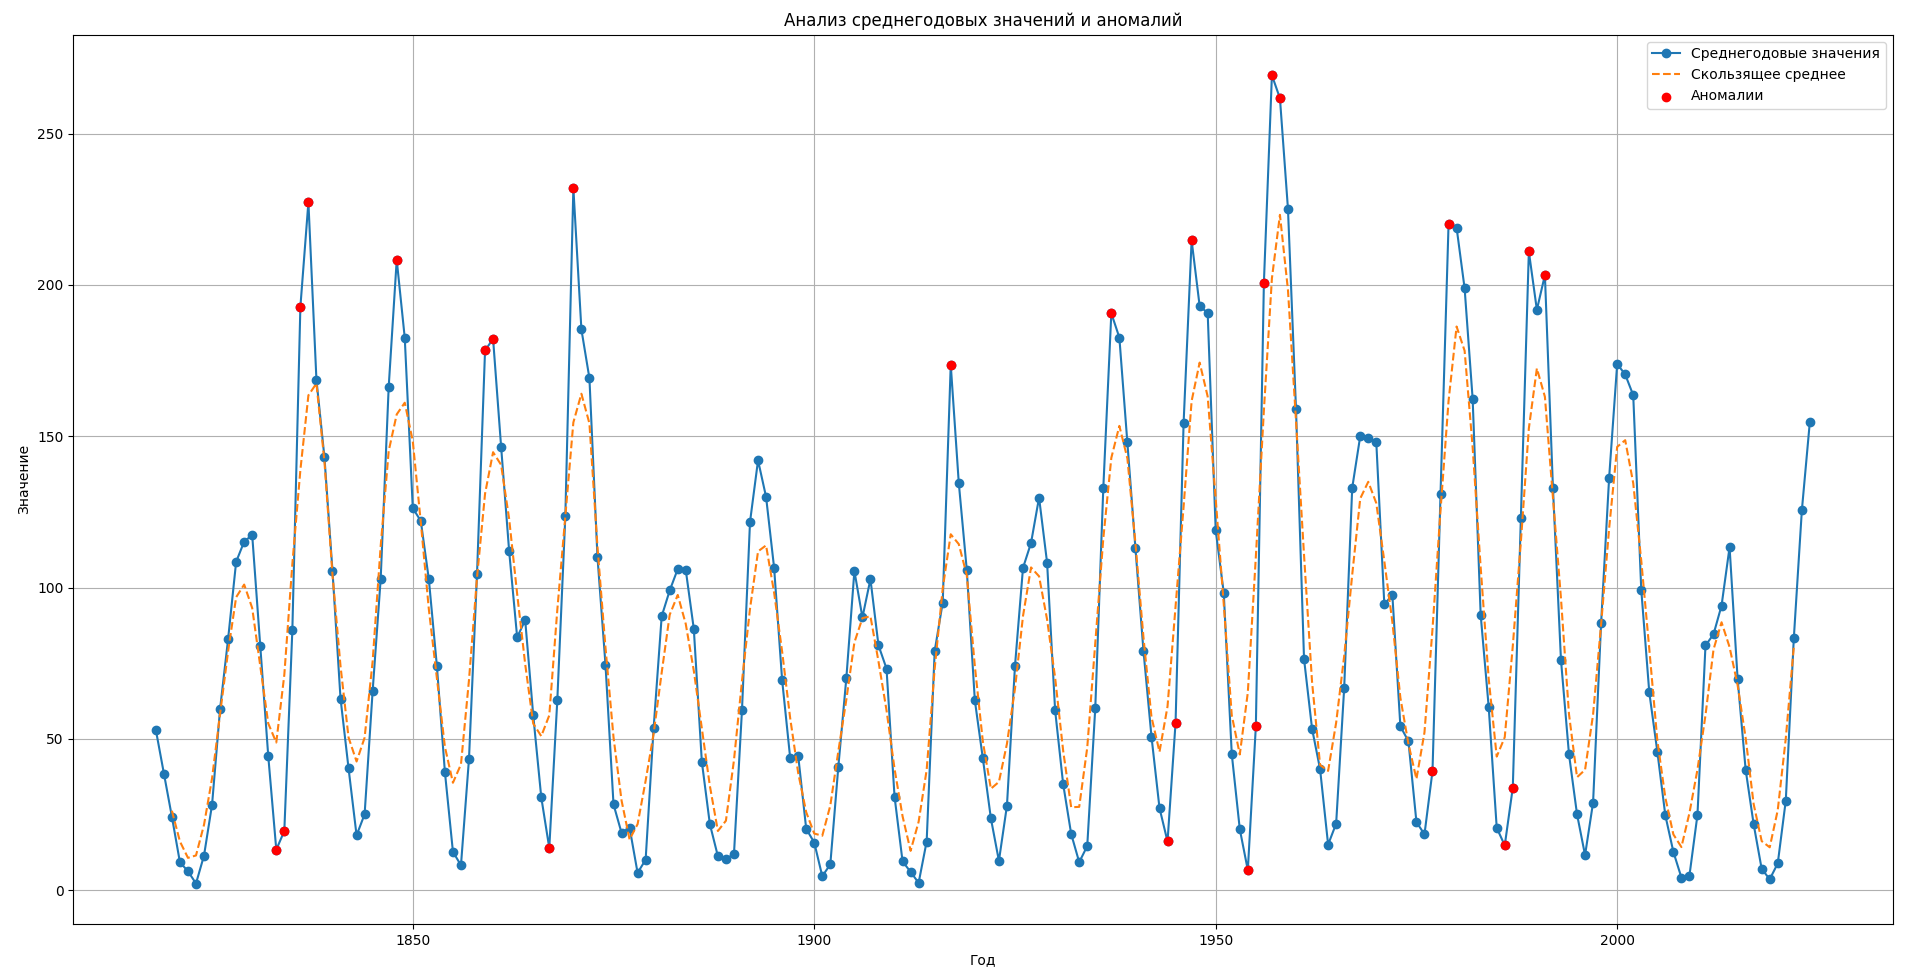 Анализ среднегодовых значений и аномалий
Среднегодовые значения
Скользящее среднее
Аномалии
Значение
250
200
150
100
50
0
1850
1900
1950
2000
Год